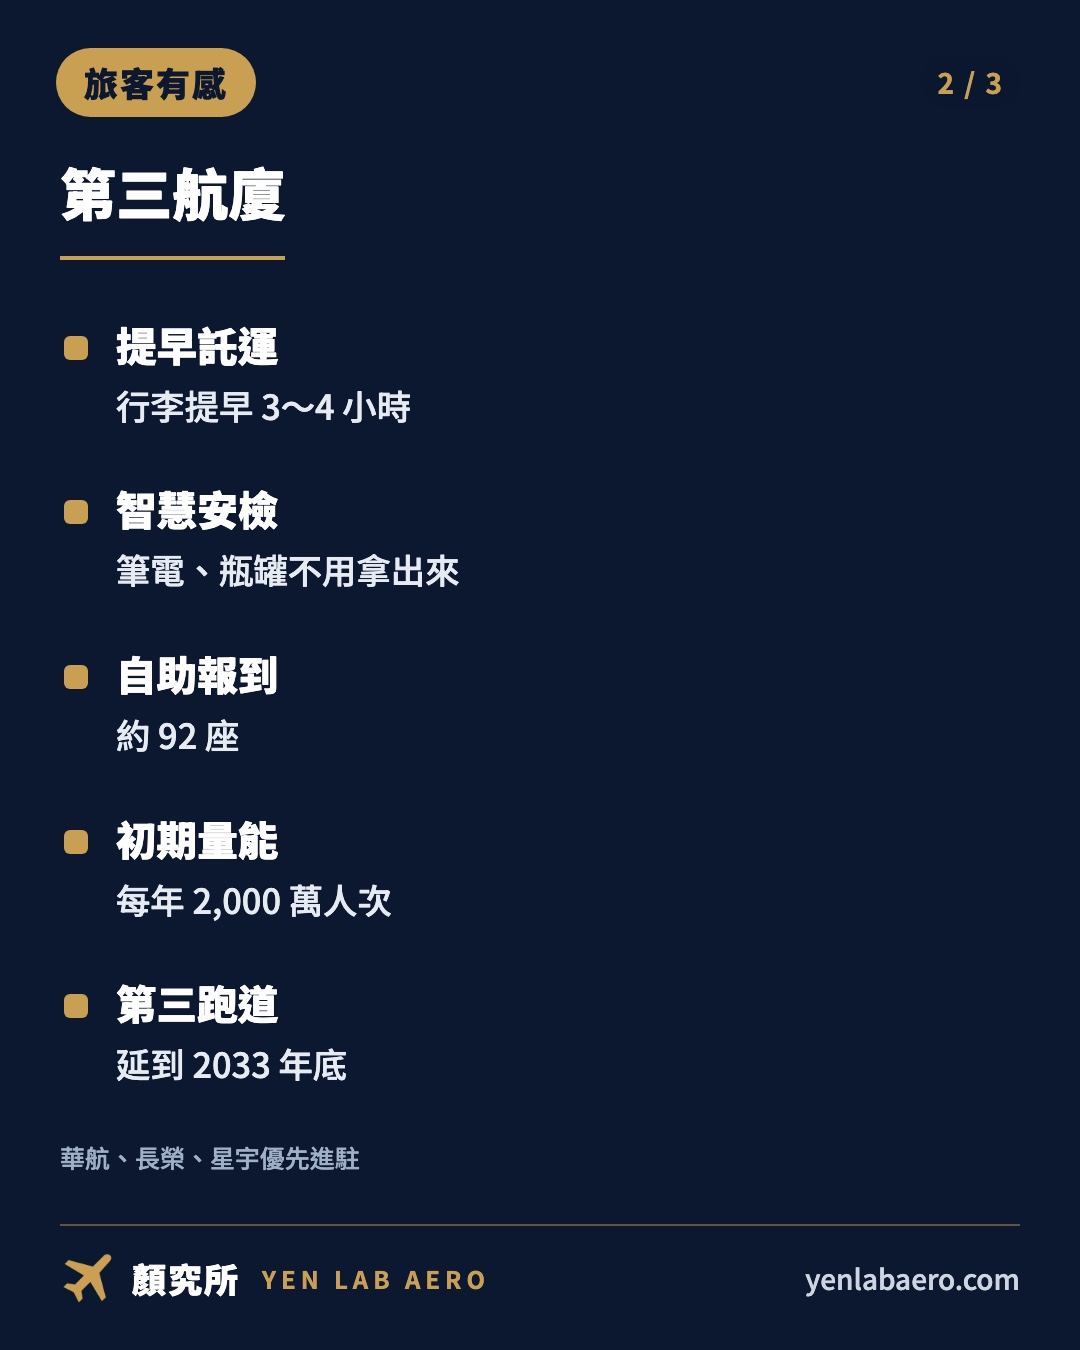 旅客有感
2 / 3
第三航廈
提早託運
行李提早 3～4 小時
智慧安檢
筆電、瓶罐不用拿出來
自助報到
約 92 座
初期量能
每年 2,000 萬人次
第三跑道
延到 2033 年底
華航、長榮、星宇優先進駐
顏究所 YEN LAB AERO
yenlabaero.com